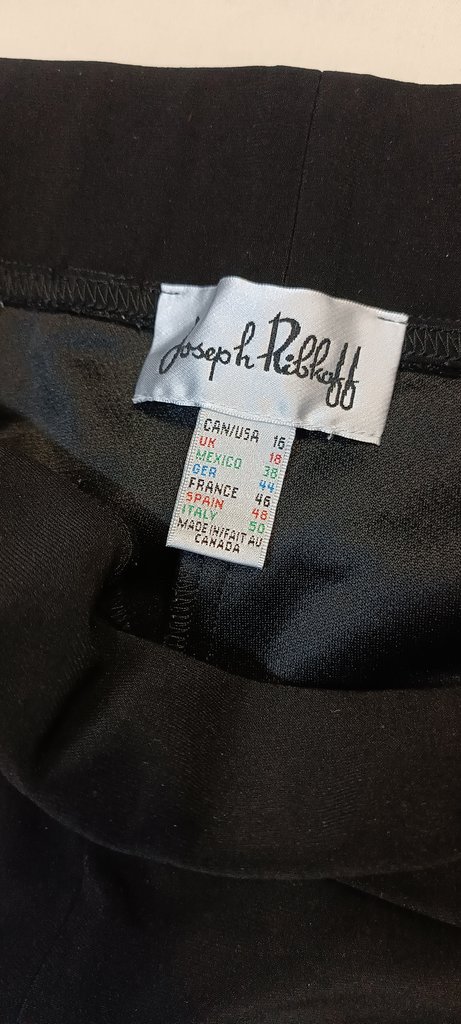 Joseph Ribkoff
CAN/USA 16
UK 18
MEXICO 38
GER 44
FRANCE 46
SPAIN 48
ITALY 50
MADE IN/FAIT AU
CANADA